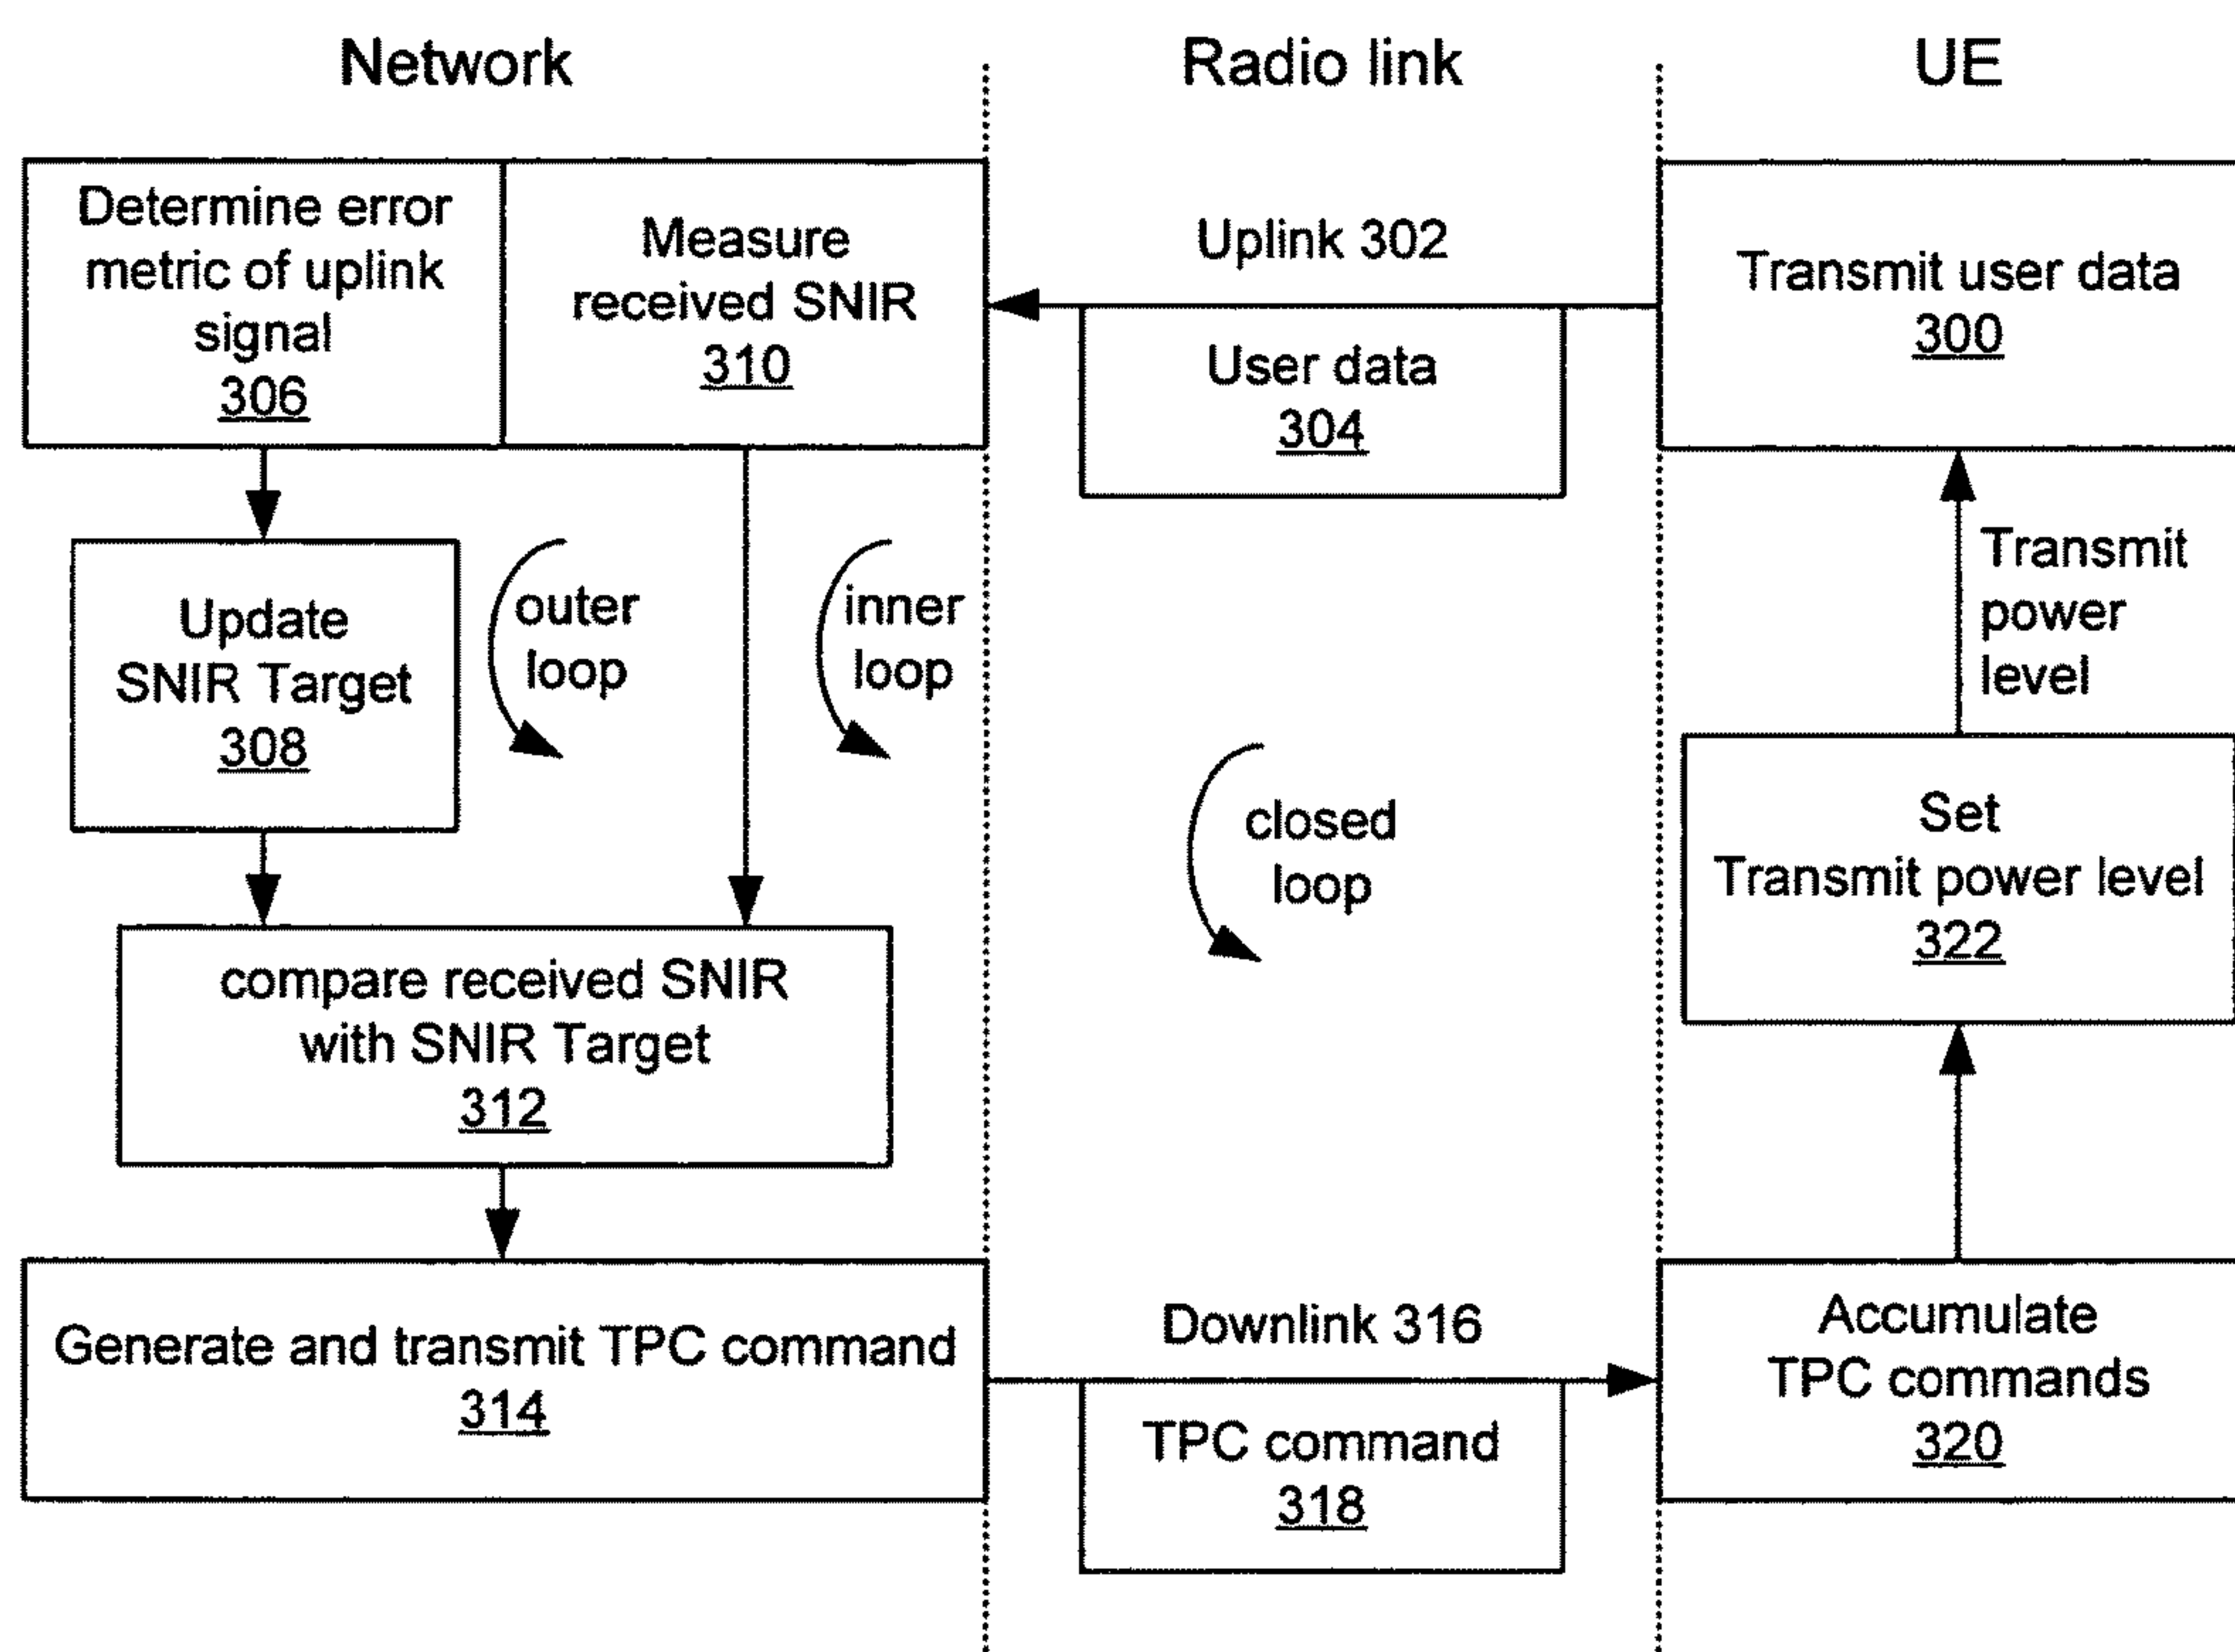 Network
Radio link
UE
Determine error
metric of uplink
signal
306
Measure
received SNIR
310
Uplink 302
User data
304
Transmit user data
300
Update
SNIR Target
308
outer
loop
inner
loop
closed
loop
Transmit
power
level
Set
Transmit power level
322
compare received SNIR
with SNIR Target
312
Generate and transmit TPC command
314
Downlink 316
TPC command
318
Accumulate
TPC commands
320